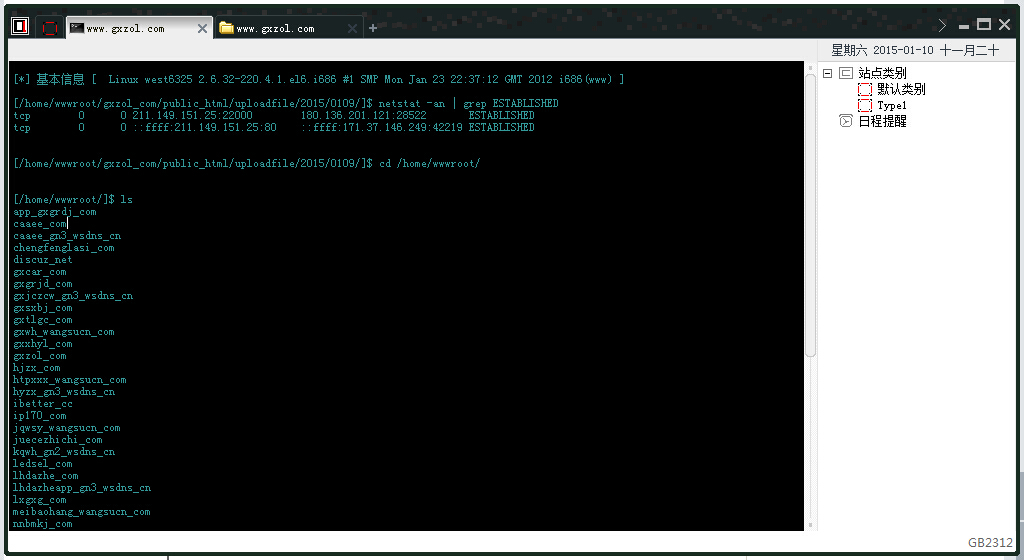 www.gxzol.com
www.gxzol.com
星期六 2015-01-10 十一月二十
[*] 基本信息 [ Linux west6325 2.6.32-220.4.1.el6.i686 #1 SMP Mon Jan 23 22:37:12 GMT 2012 i686(www) ]
[/home/wwwroot/gxzol_com/public_html/uploadfile/2015/0109/]$ netstat -an | grep ESTABLISHED
tcp 0 0 211.149.151.25:22000 180.136.201.121:28522 ESTABLISHED
tcp 0 0 ::ffff:211.149.151.25:80 ::ffff:171.37.146.249:42219 ESTABLISHED
[/home/wwwroot/gxzol_com/public_html/uploadfile/2015/0109/]$ cd /home/wwwroot/
[/home/wwwroot/]$ ls
app_gxgrdj_com
caaee_com
caaee_gn3_wsdns_cn
chengfenglasi_com
discuz_net
gxcar_com
gxgrjd_com
gxjczcw_gn3_wsdns_cn
gxsxbj_com
gxtlgc_com
gxwh_wangsucn_com
gxxhyl_com
gxzol_com
hjzx_com
htpxxx_wangsucn_com
hyzx_gn3_wsdns_cn
ibetter_cc
ip170_com
jqwsy_wangsucn_com
juecezhichi_com
kqwh_gn2_wsdns_cn
ledsel_com
lhdazhe_com
lhdazheapp_gn3_wsdns_cn
lxgxg_com
meibaohang_wangsucn_com
nnbmkj_com
站点类别
默认类别
Type1
日程提醒
GB2312